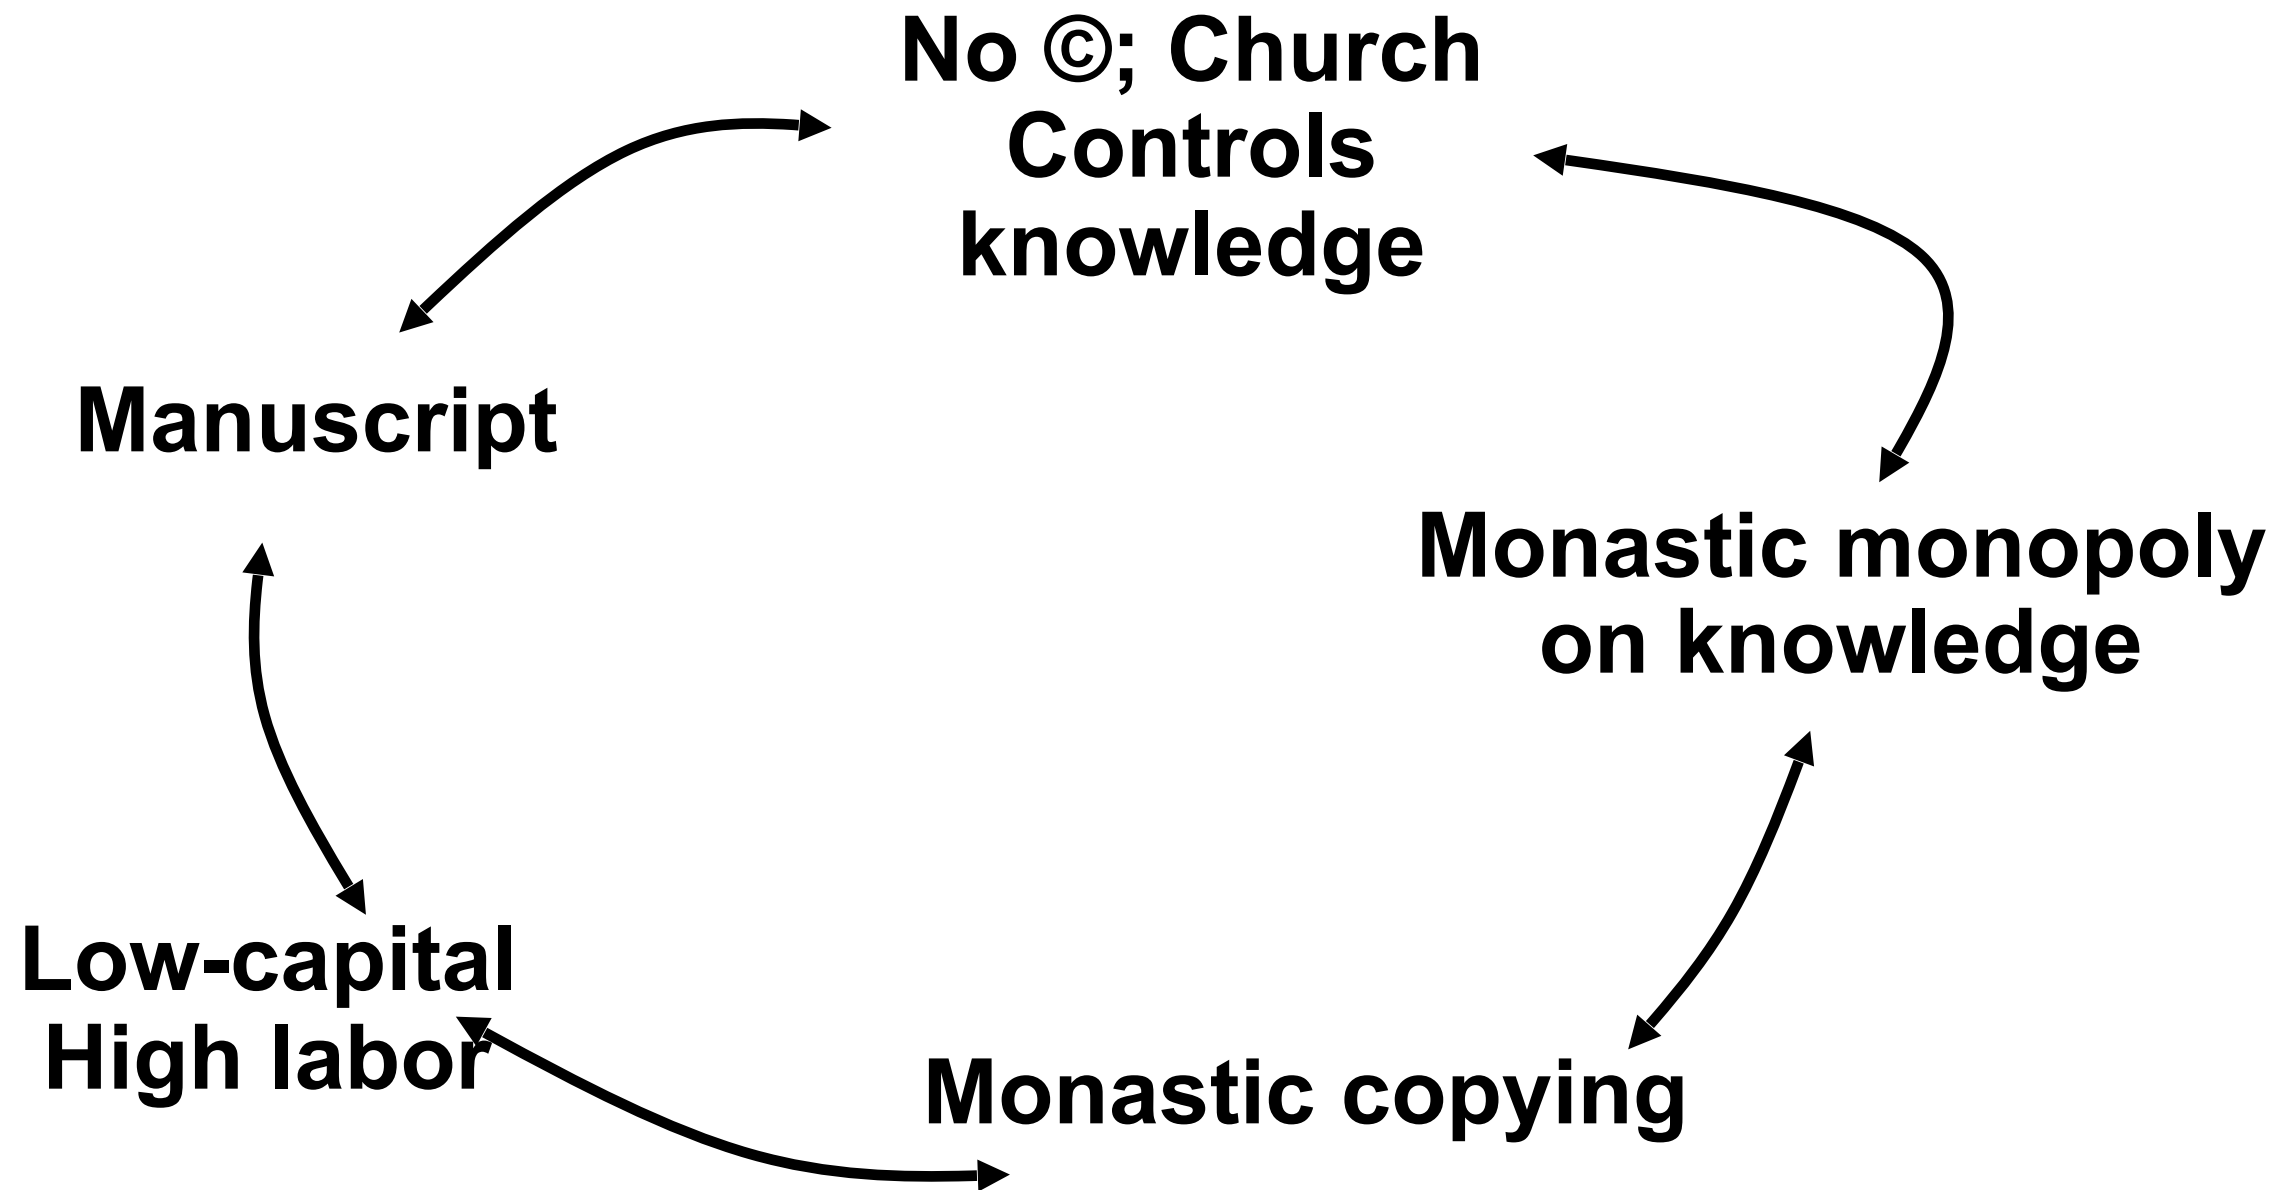 No ©; Church
Controls
knowledge
Manuscript
Monastic monopoly
on knowledge
Low-capital
High labor
Monastic copying